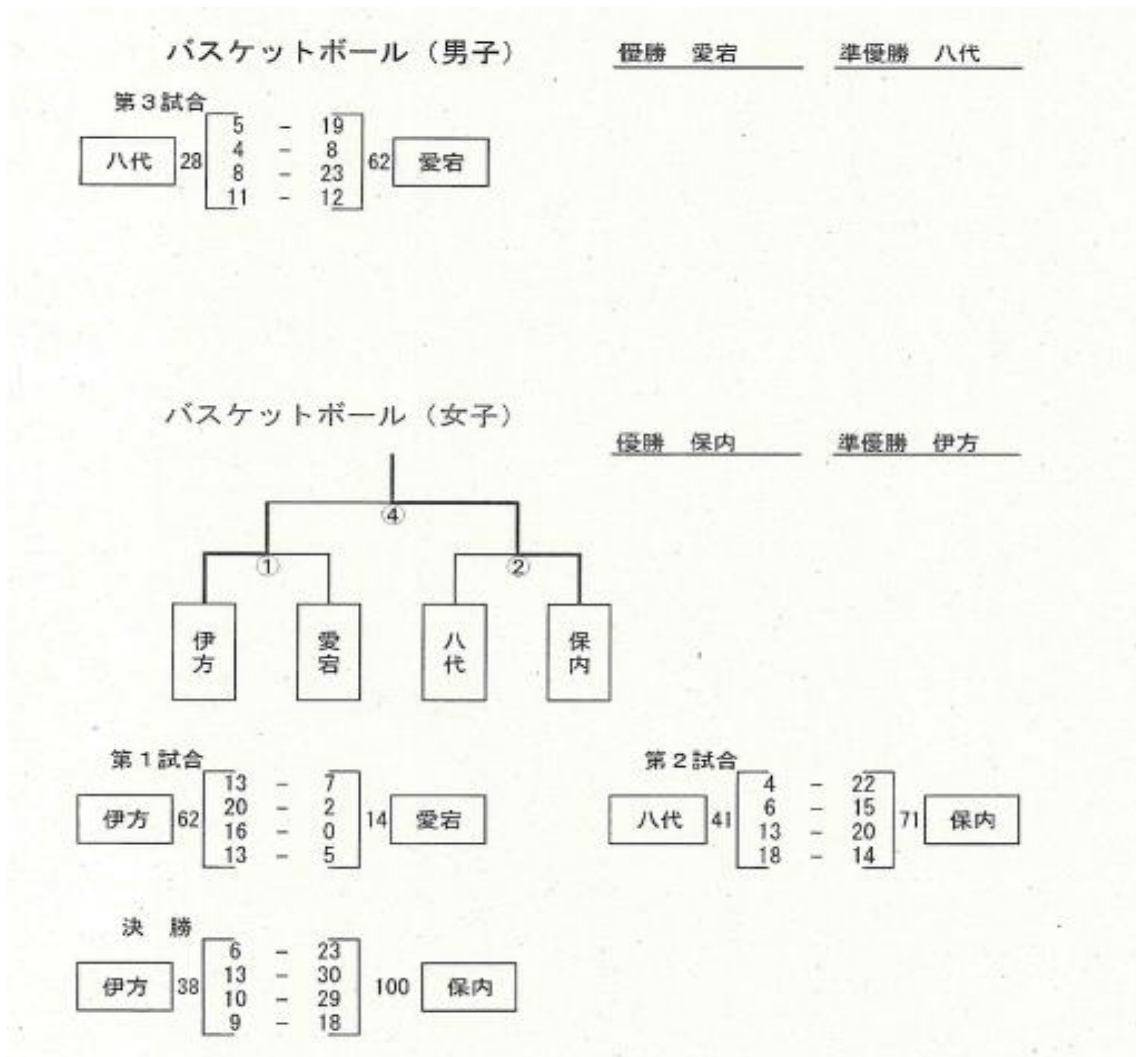 バスケットボール（男子） 優勝 愛宕 準優勝 八代
第３試合
5 － 19
4 － 8
八代 28 62 愛宕
8 － 23
11 － 12
バスケットボール（女子）
優勝 保内 準優勝 伊方
④
① ②
伊方 愛宕 八代 保内
第１試合 第２試合
13 － 7 4 － 22
20 － 2 6 － 15
伊方 62 14 愛宕 八代 41 71 保内
16 － 0 13 － 20
13 － 5 18 － 14
決 勝
6 － 23
13 － 30
伊方 38 100 保内
10 － 29
9 － 18